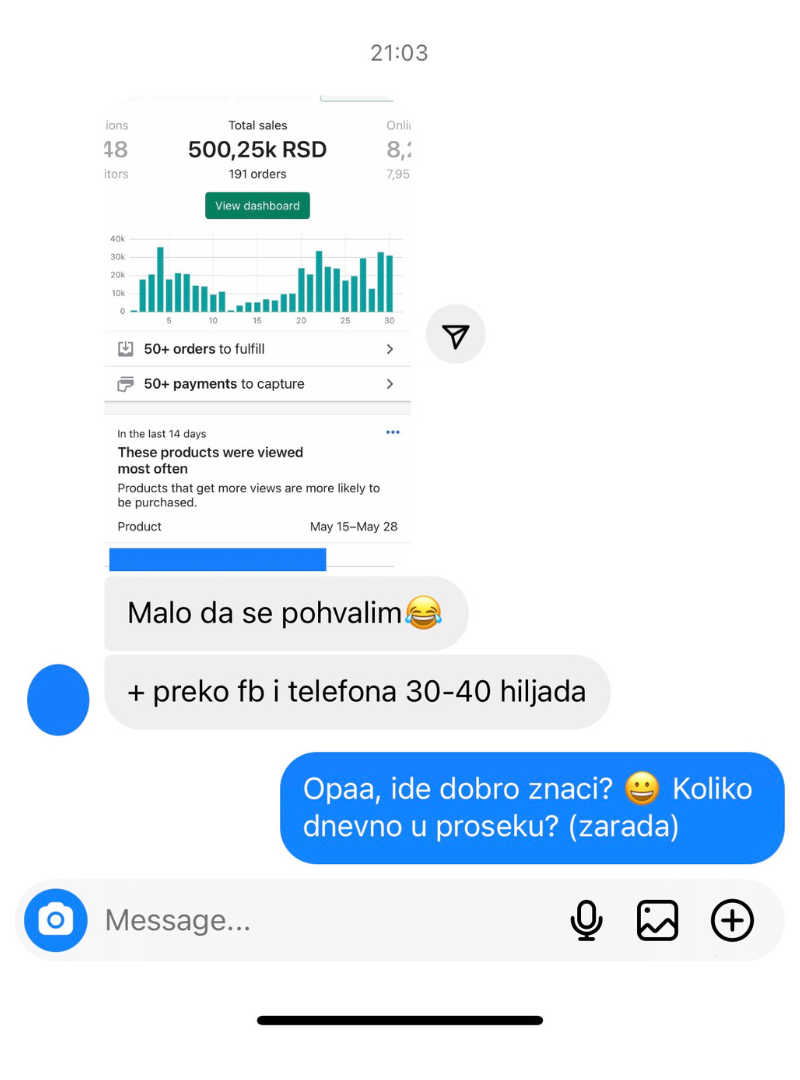 21:03
ions
Total sales
Onli
48
500,25k RSD
8,2
itors
191 orders
7,95
View dashboard
40k
30k
20k
10k
0
5 10 15 20 25 30
50+ orders to fulfill
50+ payments to capture
In the last 14 days
These products were viewed
most often
Products that get more views are more likely to
be purchased.
Product May 15–May 28
Malo da se pohvalim😂
+ preko fb i telefona 30-40 hiljada
Opaa, ide dobro znaci? 😀 Koliko
dnevno u proseku? (zarada)
Message...